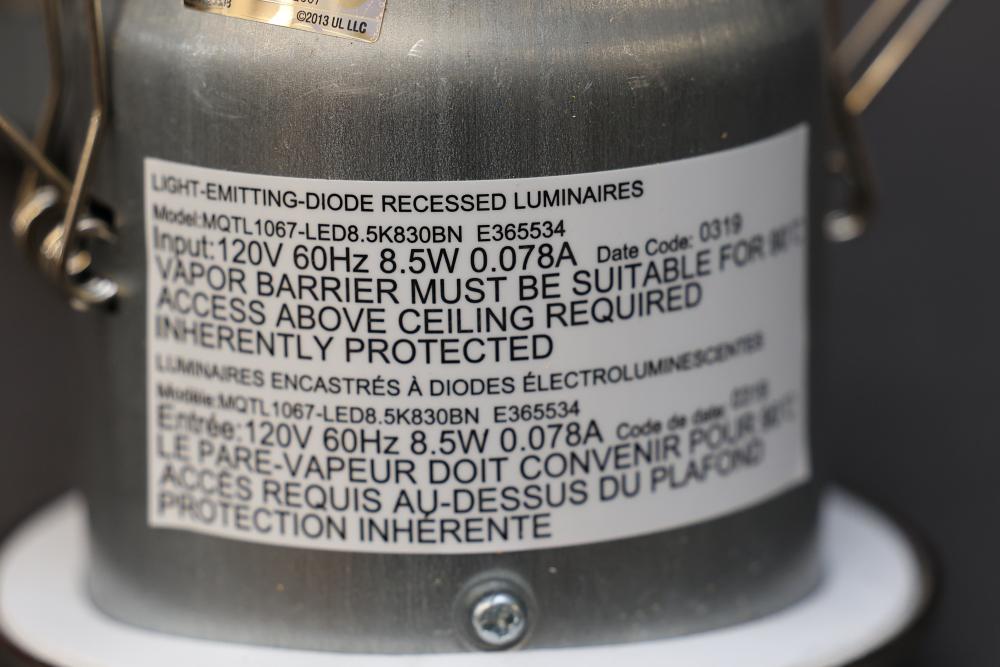 ©2013 UL LLC
LIGHT-EMITTING-DIODE RECESSED LUMINAIRES
Model:MQTL1067-LED8.5K830BN E365534
Input:120V 60Hz 8.5W 0.078A Date Code: 0319
VAPOR BARRIER MUST BE SUITABLE FOR 90°C
ACCESS ABOVE CEILING REQUIRED
INHERENTLY PROTECTED
LUMINAIRES ENCASTRÉS À DIODES ÉLECTROLUMINESCENTES
Modèle:MQTL1067-LED8.5K830BN E365534
Entrée:120V 60Hz 8.5W 0.078A Code de date: 0319
LE PARE-VAPEUR DOIT CONVENIR POUR 90°C
ACCÈS REQUIS AU-DESSUS DU PLAFOND
PROTECTION INHÉRENTE